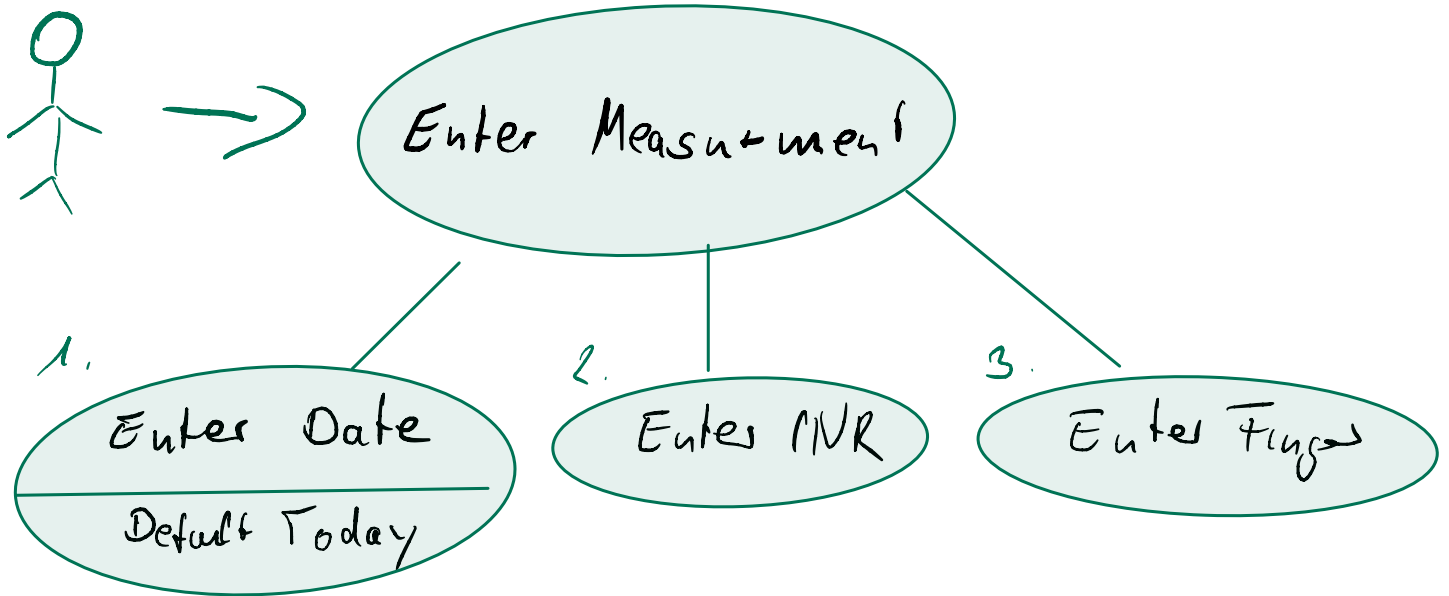 Enter Measurement
1.
Enter Date
Default Today
2.
Enter INR
3.
Enter Finger